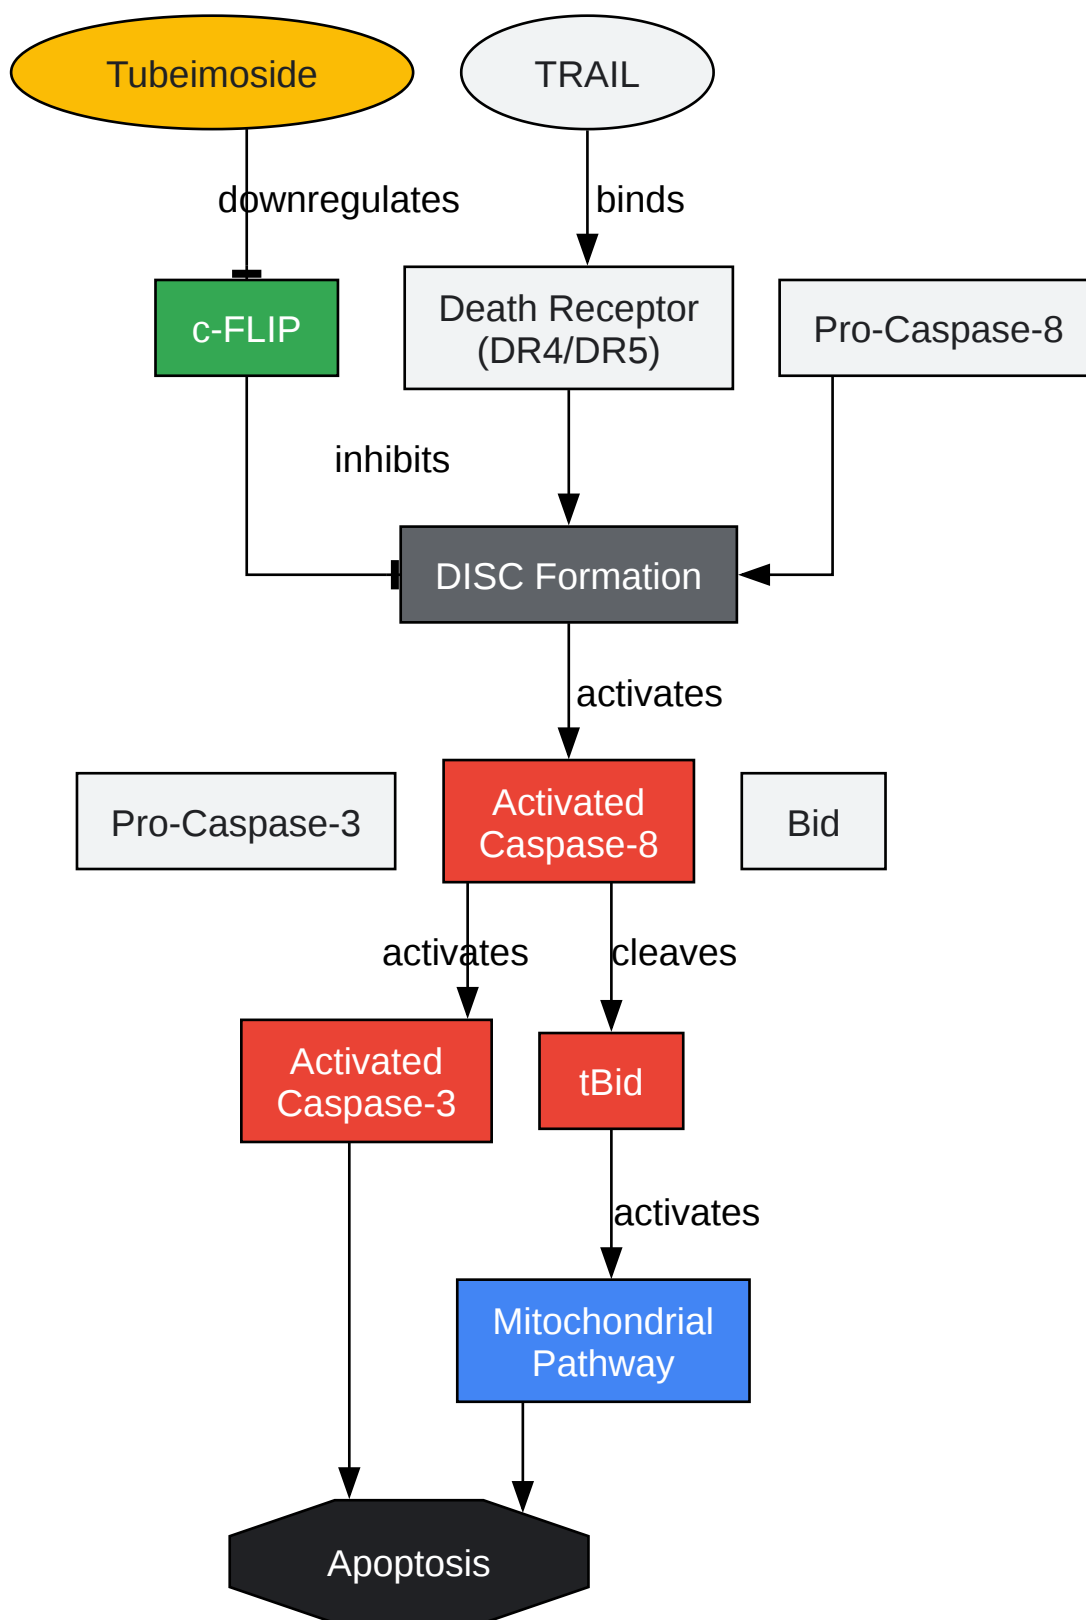 Tubeimoside
TRAIL
downregulates
binds
c-FLIP
Death Receptor
(DR4/DR5)
Pro-Caspase-8
inhibits
DISC Formation
activates
Pro-Caspase-3
Activated
Caspase-8
Bid
activates
cleaves
Activated
Caspase-3
tBid
activates
Mitochondrial
Pathway
Apoptosis